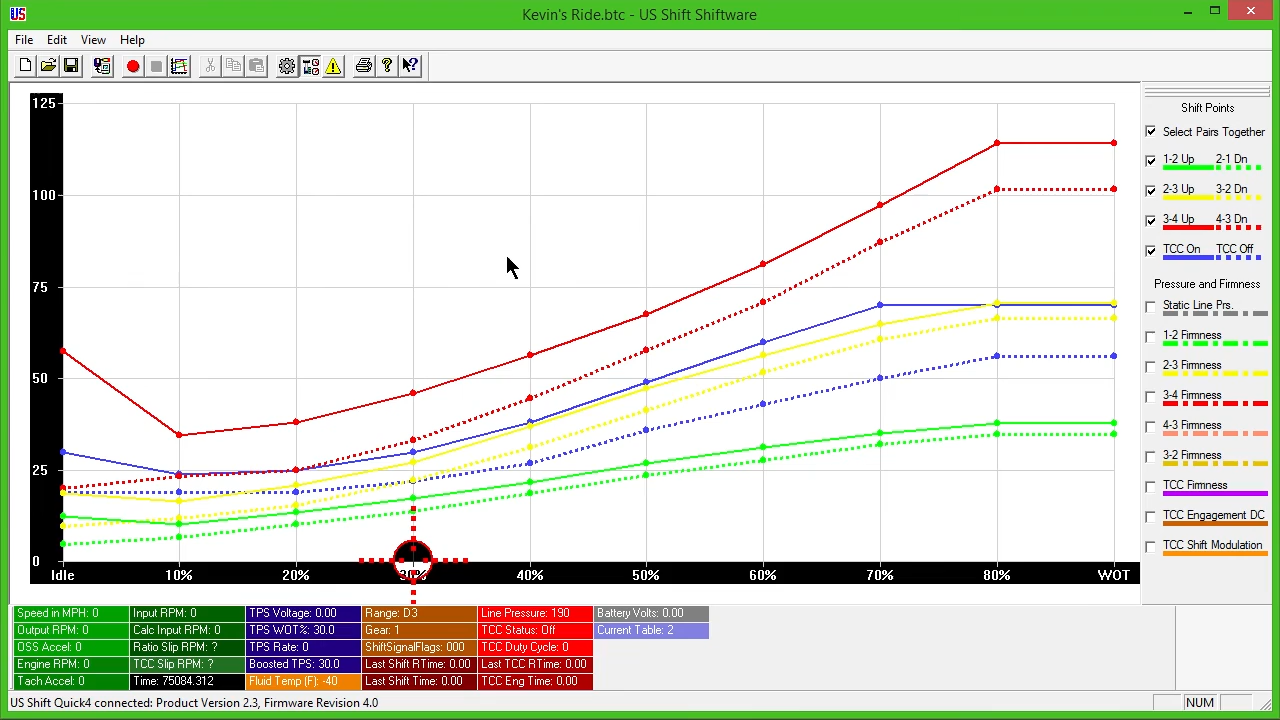 US
Kevin's Ride.btc - US Shift Shiftware
File Edit View Help
125
100
75
50
25
0
Idle 10% 20% 30% 40% 50% 60% 70% 80% WOT
Shift Points
Select Pairs Together
1-2 Up 2-1 Dn
2-3 Up 3-2 Dn
3-4 Up 4-3 Dn
TCC On TCC Off
Pressure and Firmness
Static Line Prs.
1-2 Firmness
2-3 Firmness
3-4 Firmness
4-3 Firmness
3-2 Firmness
TCC Firmness
TCC Engagement DC
TCC Shift Modulation
Speed in MPH: 0 Input RPM: 0 TPS Voltage: 0.00 Range: D3 Line Pressure: 190 Battery Volts: 0.00
Output RPM: 0 Calc Input RPM: 0 TPS WOT%: 30.0 Gear: 1 TCC Status: Off Current Table: 2
OSS Accel: 0 Ratio Slip RPM: ? TPS Rate: 0 ShiftSignalFlags: 000 TCC Duty Cycle: 0
Engine RPM: 0 TCC Slip RPM: ? Boosted TPS: 30.0 Last Shift RTime: 0.00 Last TCC RTime: 0.00
Tach Accel: 0 Time: 75084.312 Fluid Temp (F): -40 Last Shift Time: 0.00 TCC Eng Time: 0.00
US Shift Quick4 connected: Product Version 2.3, Firmware Revision 4.0 NUM